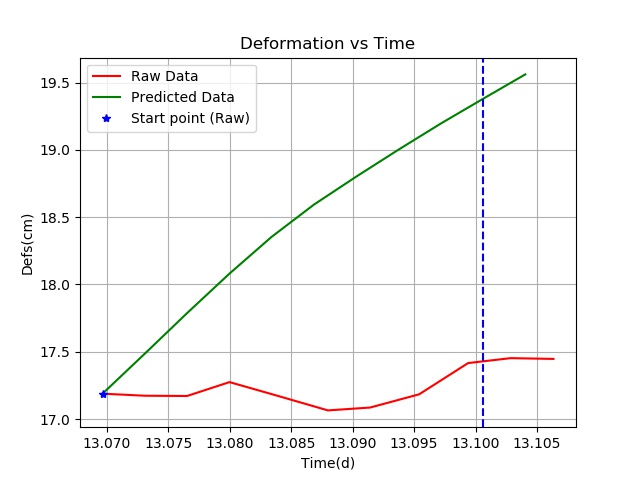 Deformation vs Time
Raw Data
Predicted Data
Start point (Raw)
19.5
19.0
18.5
18.0
17.5
17.0
Defs(cm)
13.070 13.075 13.080 13.085 13.090 13.095 13.100 13.105
Time(d)